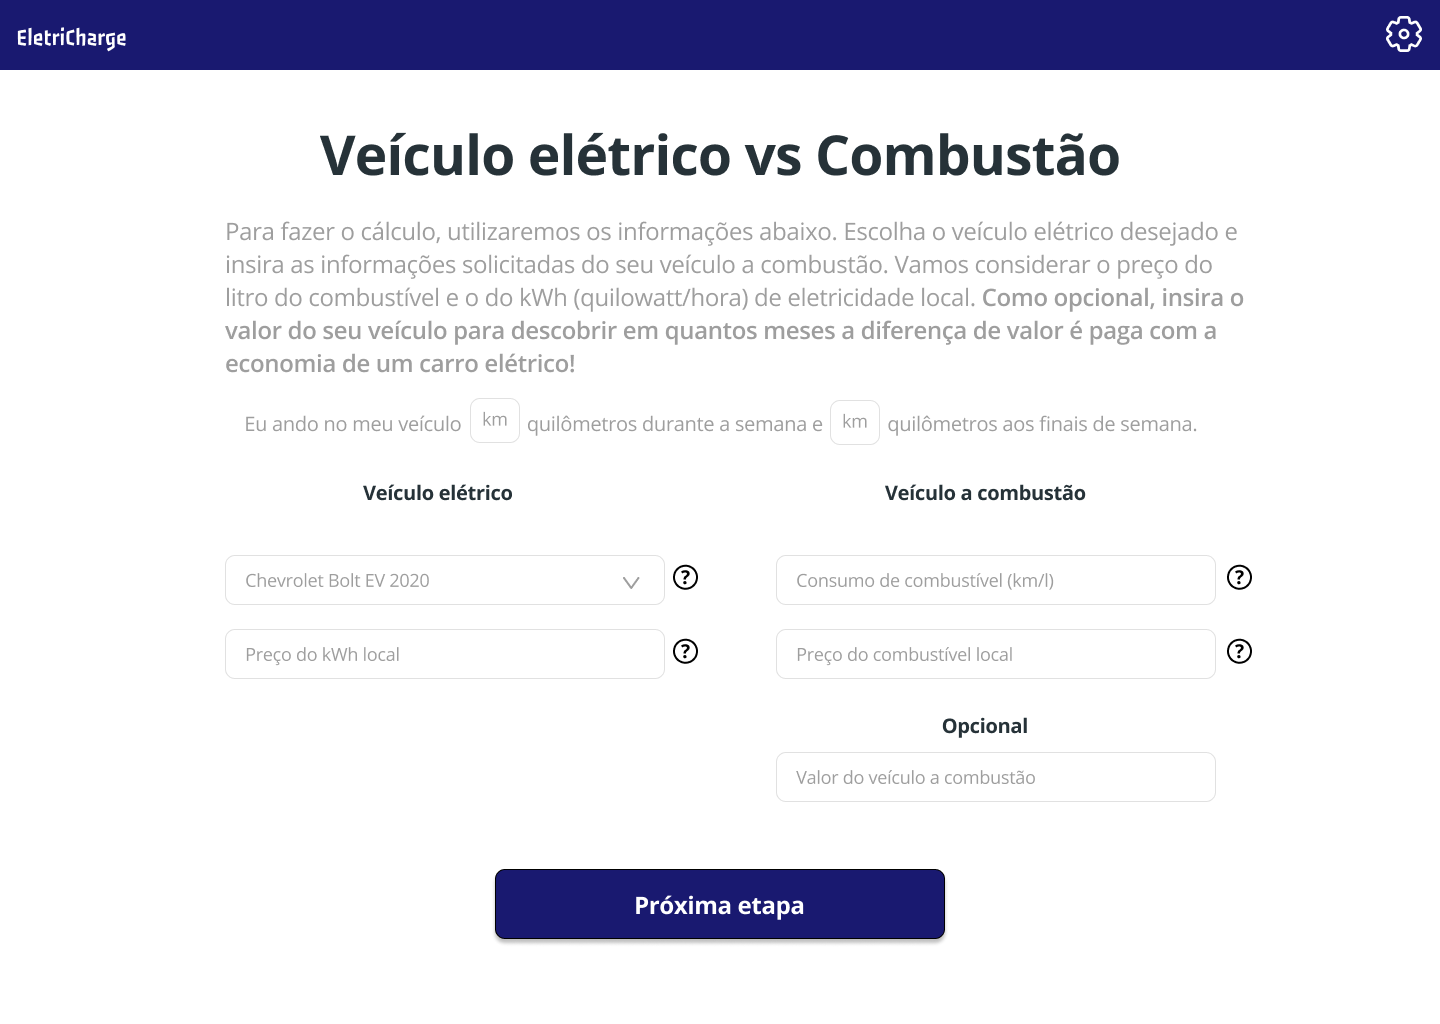 EletriCharge
Veículo elétrico vs Combustão
Para fazer o cálculo, utilizaremos os informações abaixo. Escolha o veículo elétrico desejado e
insira as informações solicitadas do seu veículo a combustão. Vamos considerar o preço do
litro do combustível e o do kWh (quilowatt/hora) de eletricidade local. Como opcional, insira o
valor do seu veículo para descobrir em quantos meses a diferença de valor é paga com a
economia de um carro elétrico!
Eu ando no meu veículo km quilômetros durante a semana e km quilômetros aos finais de semana.
Veículo elétrico
Chevrolet Bolt EV 2020 ?
Preço do kWh local ?
Veículo a combustão
Consumo de combustível (km/l) ?
Preço do combustível local ?
Opcional
Valor do veículo a combustão
Próxima etapa